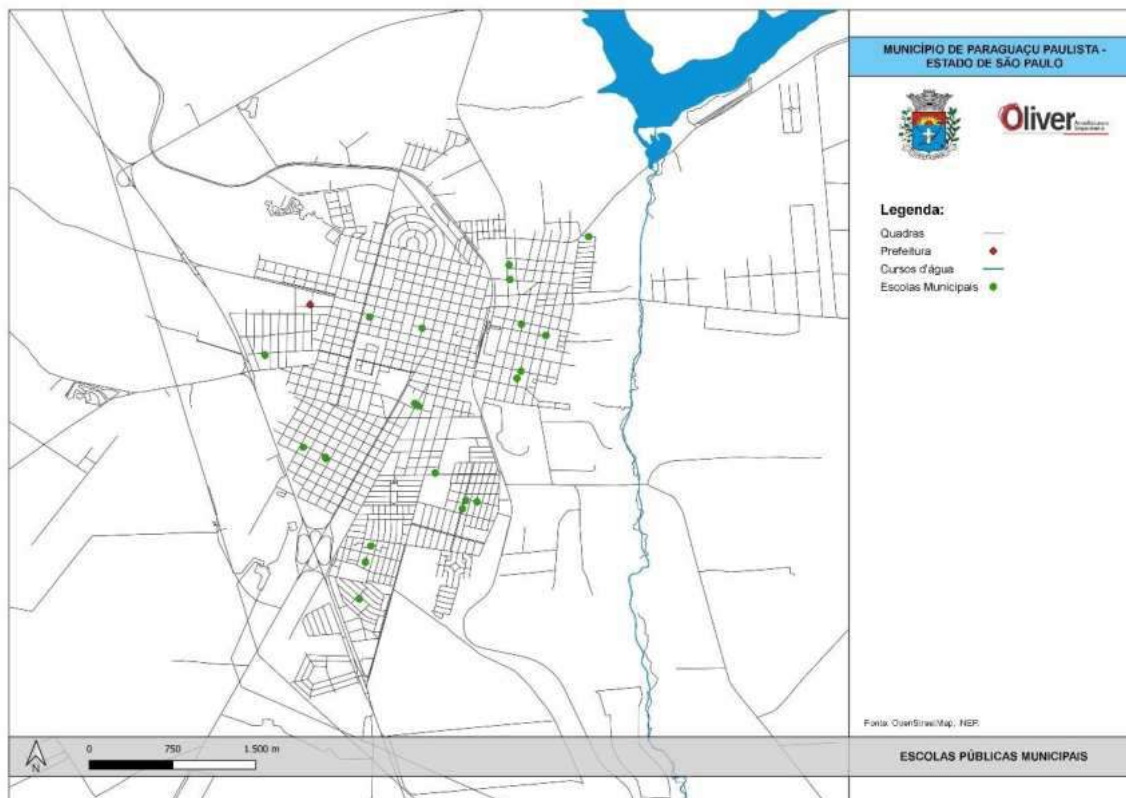 MUNICÍPIO DE PARAGUAÇU PAULISTA -
ESTADO DE SÃO PAULO
Oliver
Legenda:
Quadras
Prefeitura
Cursos d'água
Escolas Municipais
Fonte: OpenStreetMap; INEP.
N
0 750 1.500 m
ESCOLAS PÚBLICAS MUNICIPAIS